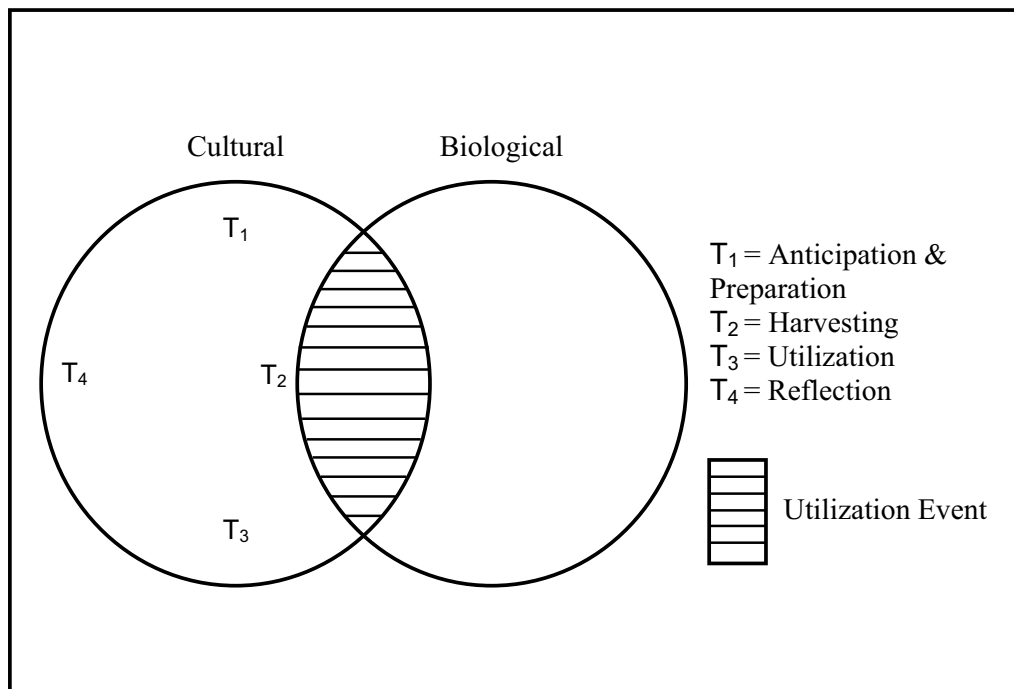 Cultural
Biological
T₁
T₄
T₂
T₃
T₁ = Anticipation &
Preparation
T₂ = Harvesting
T₃ = Utilization
T₄ = Reflection
Utilization Event